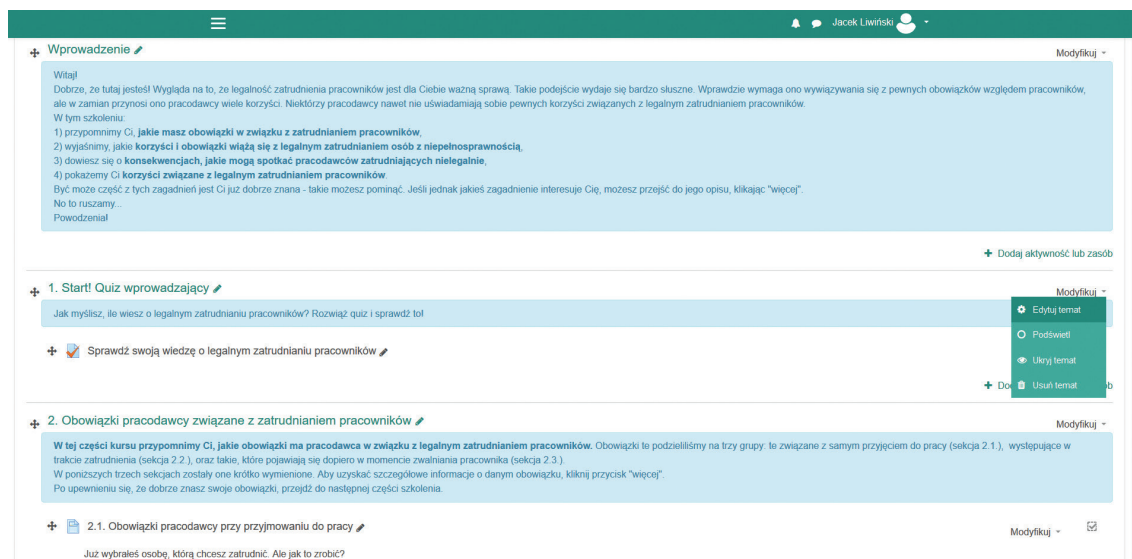 Jacek Liwiński
Wprowadzenie
Modyfikuj
Witaj!
Dobrze, że tutaj jesteś! Wygląda na to, że legalność zatrudnienia pracowników jest dla Ciebie ważną sprawą. Takie podejście wydaje się bardzo słuszne. Wprawdzie wymaga ono wywiązywania się z pewnych obowiązków względem pracowników,
ale w zamian przynosi ono pracodawcy wiele korzyści. Niektórzy pracodawcy nawet nie uświadamiają sobie pewnych korzyści związanych z legalnym zatrudnianiem pracowników.
W tym szkoleniu:
1) przypomnimy Ci, jakie masz obowiązki w związku z zatrudnianiem pracowników,
2) wyjaśnimy, jakie korzyści i obowiązki wiążą się z legalnym zatrudnianiem osób z niepełnosprawnością,
3) dowiesz się o konsekwencjach, jakie mogą spotkać pracodawców zatrudniających nielegalnie,
4) pokażemy Ci korzyści związane z legalnym zatrudnianiem pracowników.
Być może część z tych zagadnień jest Ci już dobrze znana - takie możesz pominąć. Jeśli jednak jakieś zagadnienie interesuje Cię, możesz przejść do jego opisu, klikając "więcej".
No to ruszamy...
Powodzenia!
Dodaj aktywność lub zasób
1. Start! Quiz wprowadzający
Modyfikuj
Jak myślisz, ile wiesz o legalnym zatrudnianiu pracowników? Rozwiąż quiz i sprawdź to!
Edytuj temat
Podświetl
Sprawdź swoją wiedzę o legalnym zatrudnianiu pracowników
Ukryj temat
Usuń temat
2. Obowiązki pracodawcy związane z zatrudnianiem pracowników
Modyfikuj
W tej części kursu przypomnimy Ci, jakie obowiązki ma pracodawca w związku z legalnym zatrudnianiem pracowników. Obowiązki te podzieliliśmy na trzy grupy: te związane z samym przyjęciem do pracy (sekcja 2.1.), występujące w
trakcie zatrudnienia (sekcja 2.2.), oraz takie, które pojawiają się dopiero w momencie zwalniania pracownika (sekcja 2.3.).
W poniższych trzech sekcjach zostały one krótko wymienione. Aby uzyskać szczegółowe informacje o danym obowiązku, kliknij przycisk "więcej".
Po upewnieniu się, że dobrze znasz swoje obowiązki, przejdź do następnej części szkolenia.
2.1. Obowiązki pracodawcy przy przyjmowaniu do pracy
Modyfikuj
Już wybrałeś osobę, którą chcesz zatrudnić. Ale jak to zrobić?